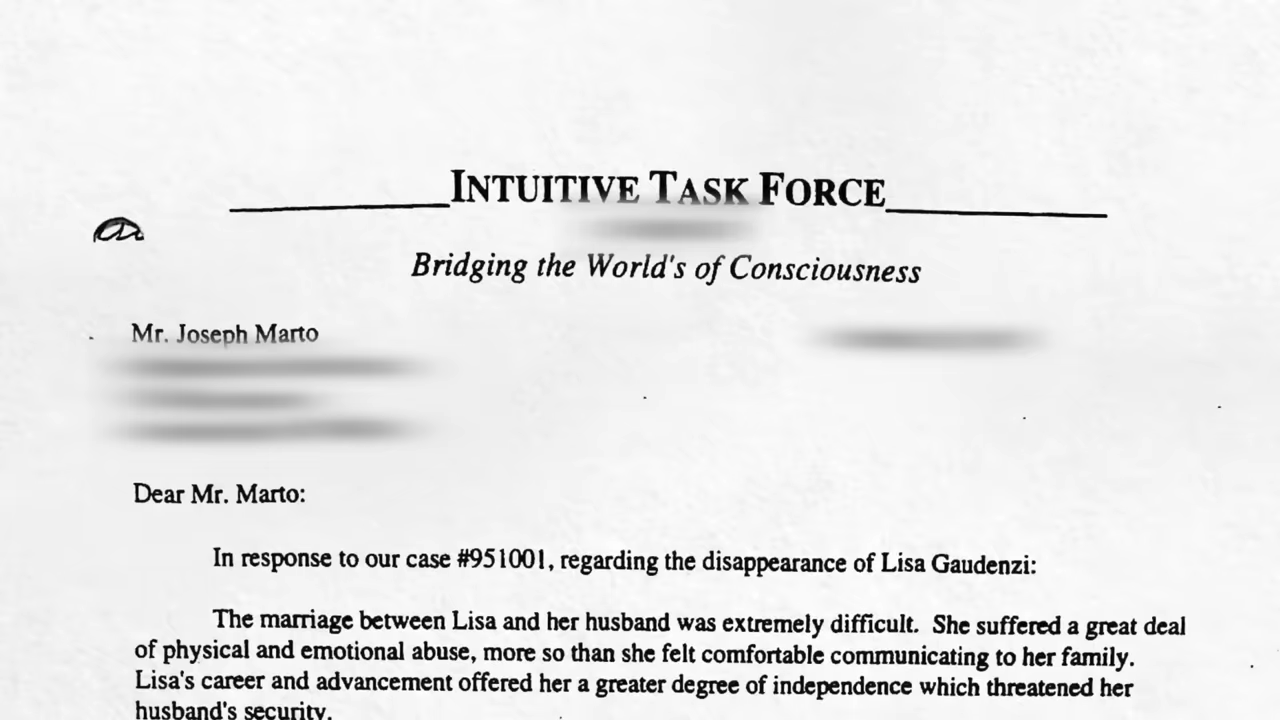 INTUITIVE TASK FORCE
Bridging the World's of Consciousness
Mr. Joseph Marto
Dear Mr. Marto:
In response to our case #951001, regarding the disappearance of Lisa Gaudenzi:
The marriage between Lisa and her husband was extremely difficult. She suffered a great deal
of physical and emotional abuse, more so than she felt comfortable communicating to her family.
Lisa's career and advancement offered her a greater degree of independence which threatened her
husband's security.